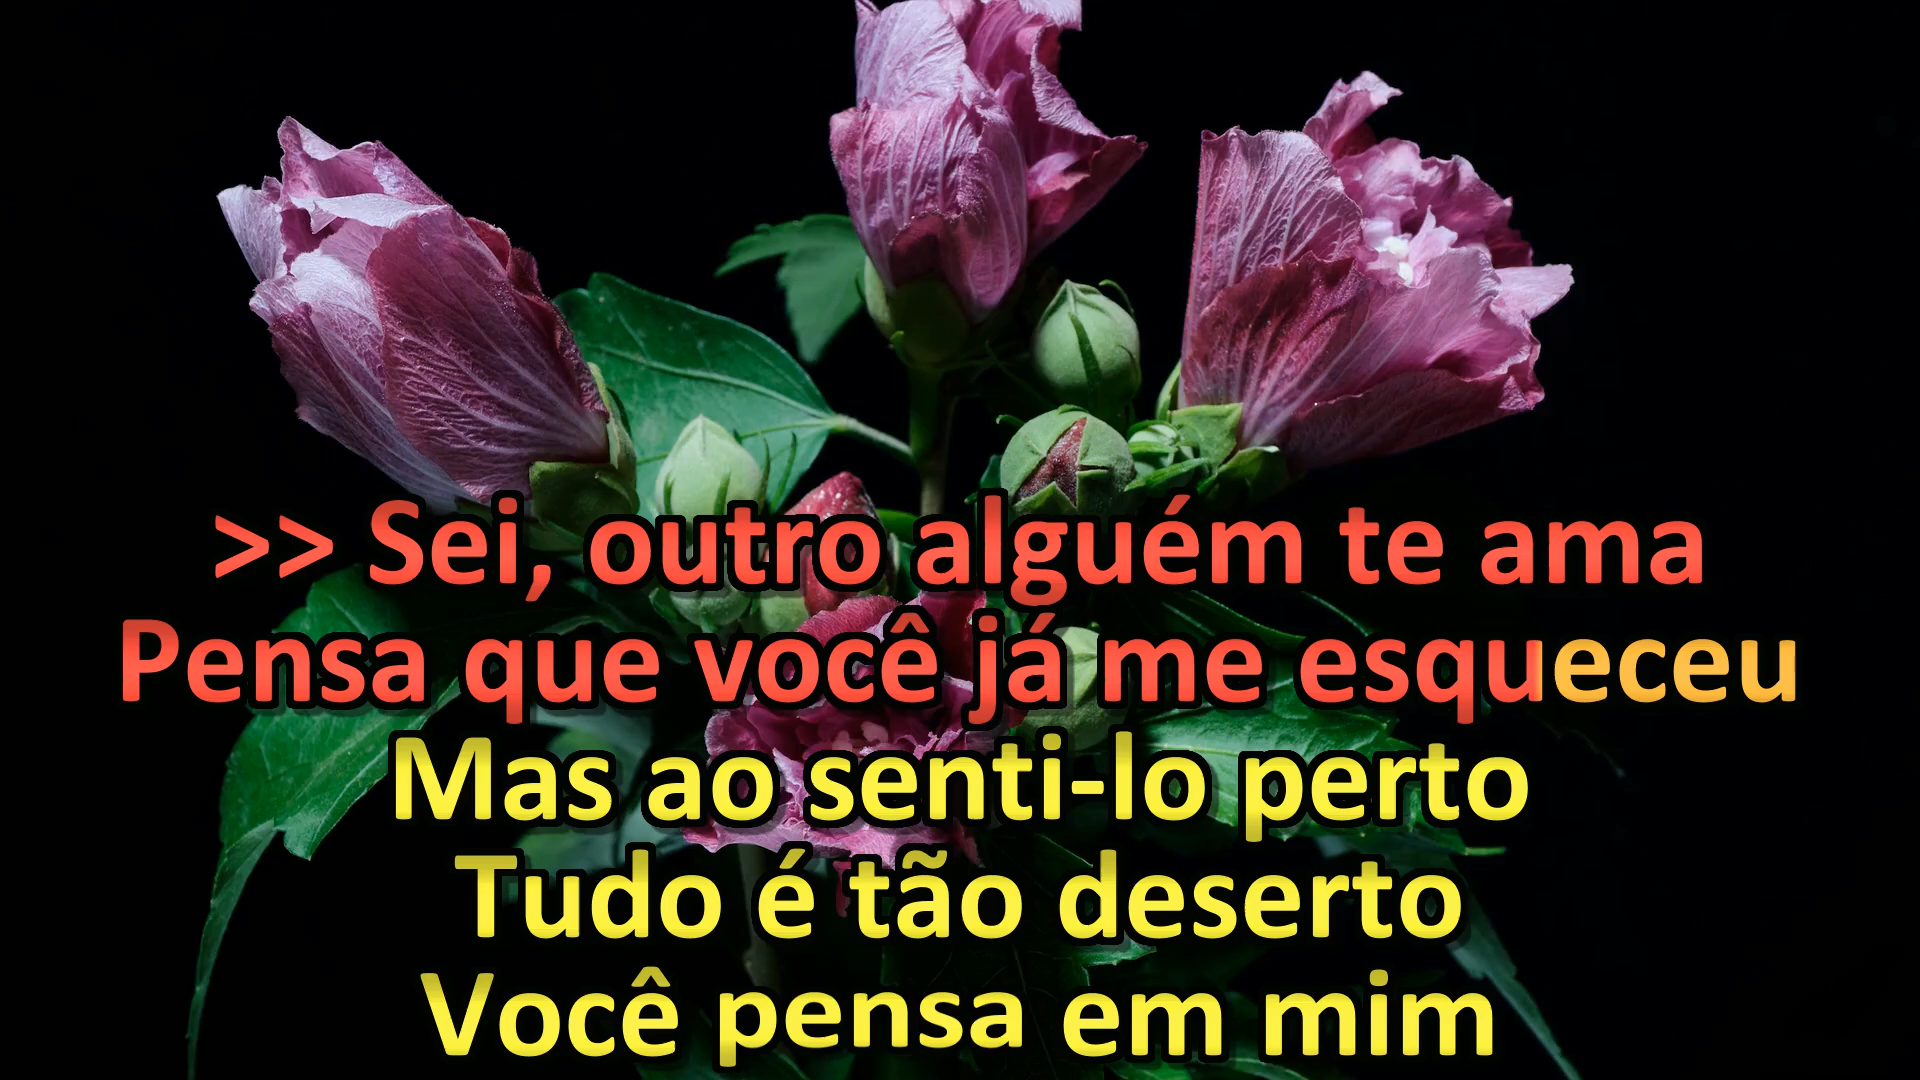 >> Sei, outro alguém te ama
Pensa que você já me esqueceu
Mas ao senti-lo perto
Tudo é tão deserto
Você pensa em mim